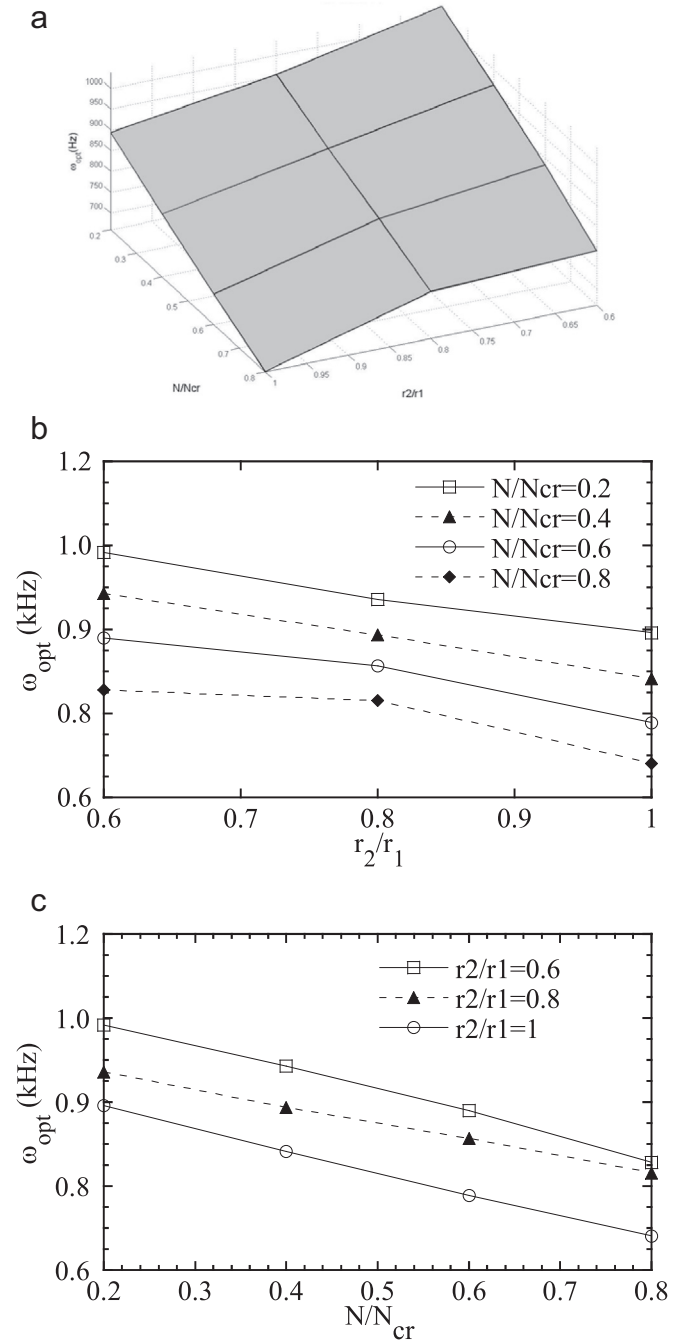 a
1000
950
900
850
800
750
700
ωopt(Hz)
0.2
0.3
0.4
0.5
0.6
0.7
0.8
N/Ncr
1
0.95
0.9
0.85
0.8
0.75
0.7
0.65
0.6
r2/r1
b
1.2
1.0
0.9
0.8
0.6
ωopt (kHz)
N/Ncr=0.2
N/Ncr=0.4
N/Ncr=0.6
N/Ncr=0.8
0.6 0.7 0.8 0.9 1
r2/r1
c
1.2
1.0
0.9
0.8
0.6
ωopt (kHz)
r2/r1=0.6
r2/r1=0.8
r2/r1=1
0.2 0.3 0.4 0.5 0.6 0.7 0.8
N/Ncr